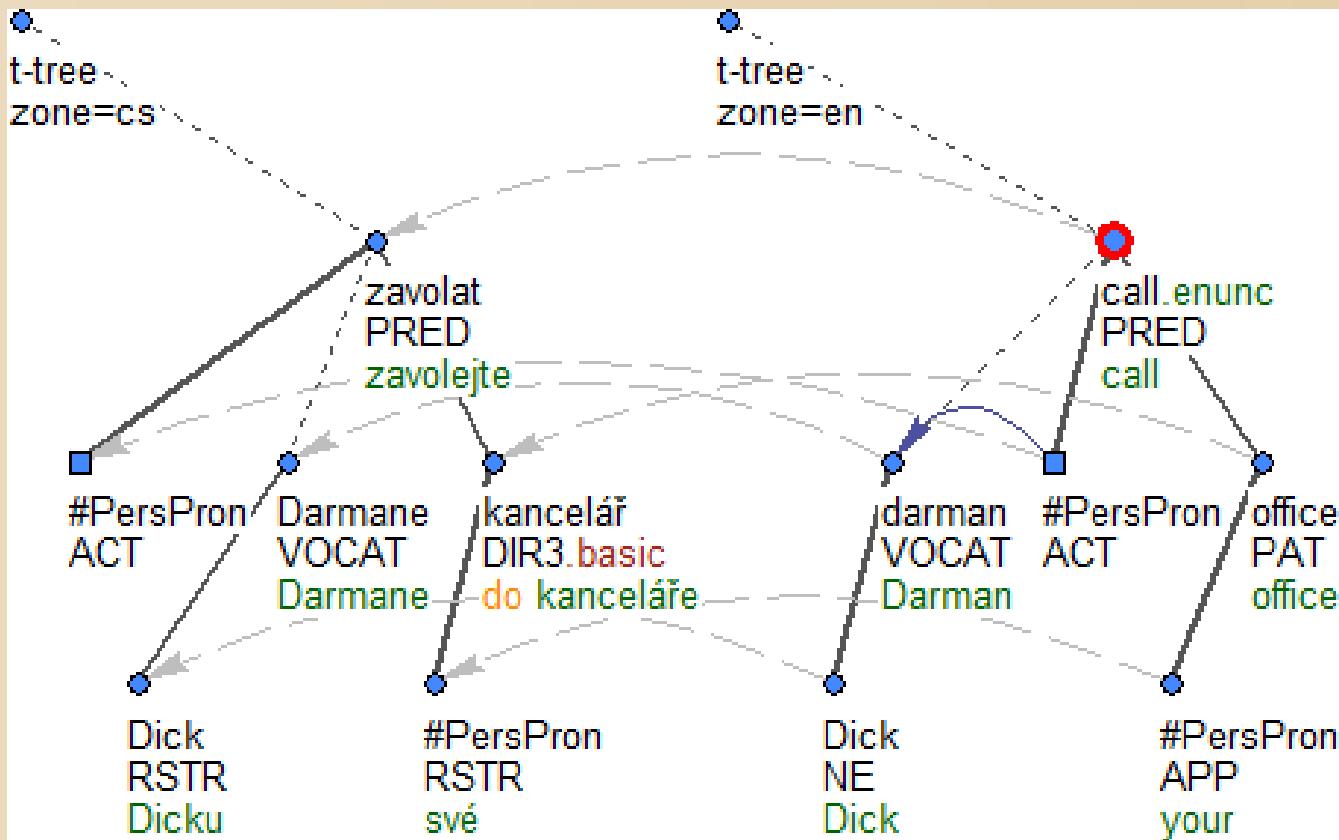 t-tree
zone=cs
t-tree
zone=en
zavolat
PRED
zavolejte
call.enunc
PRED
call
#PersPron
ACT
Darmane
VOCAT
Darmane
kancelář
DIR3.basic
do kanceláře
darman
VOCAT
Darman
#PersPron
ACT
office
PAT
office
Dick
RSTR
Dicku
#PersPron
RSTR
své
Dick
NE
Dick
#PersPron
APP
your